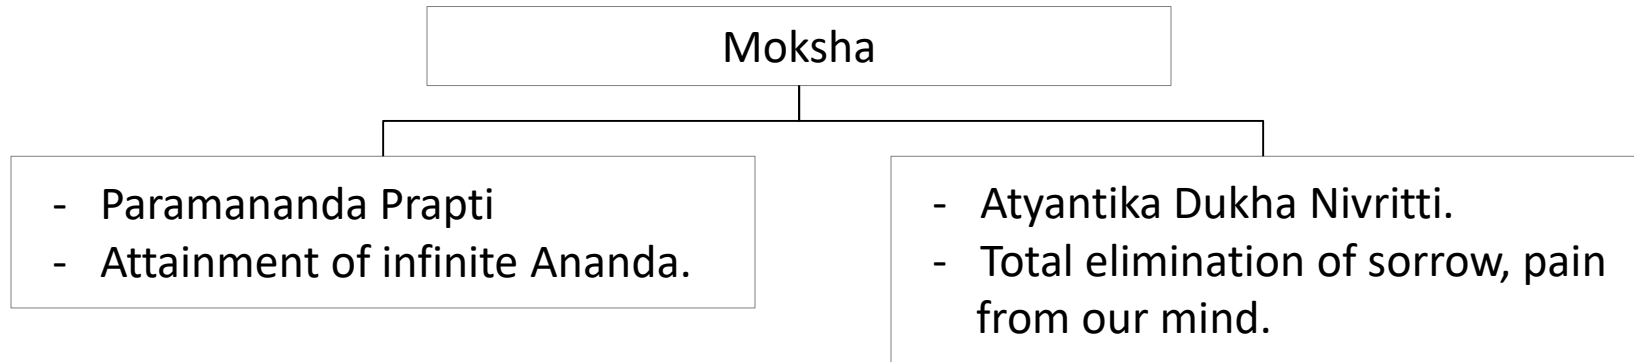 Moksha
- Paramananda Prapti
- Attainment of infinite Ananda.
- Atyantika Dukha Nivritti.
- Total elimination of sorrow, pain
from our mind.